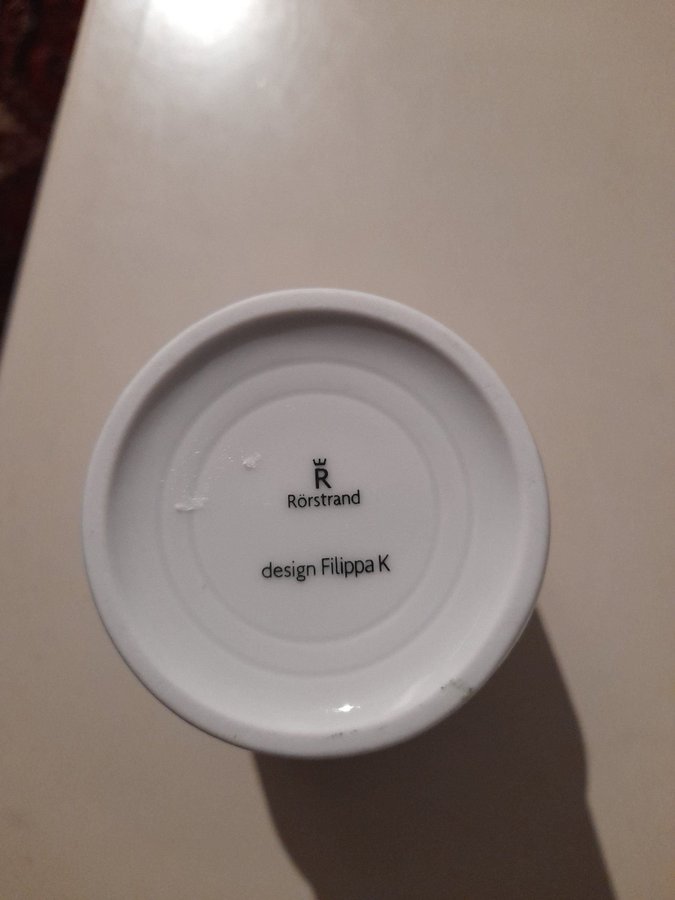 R
Rörstrand
design Filippa K